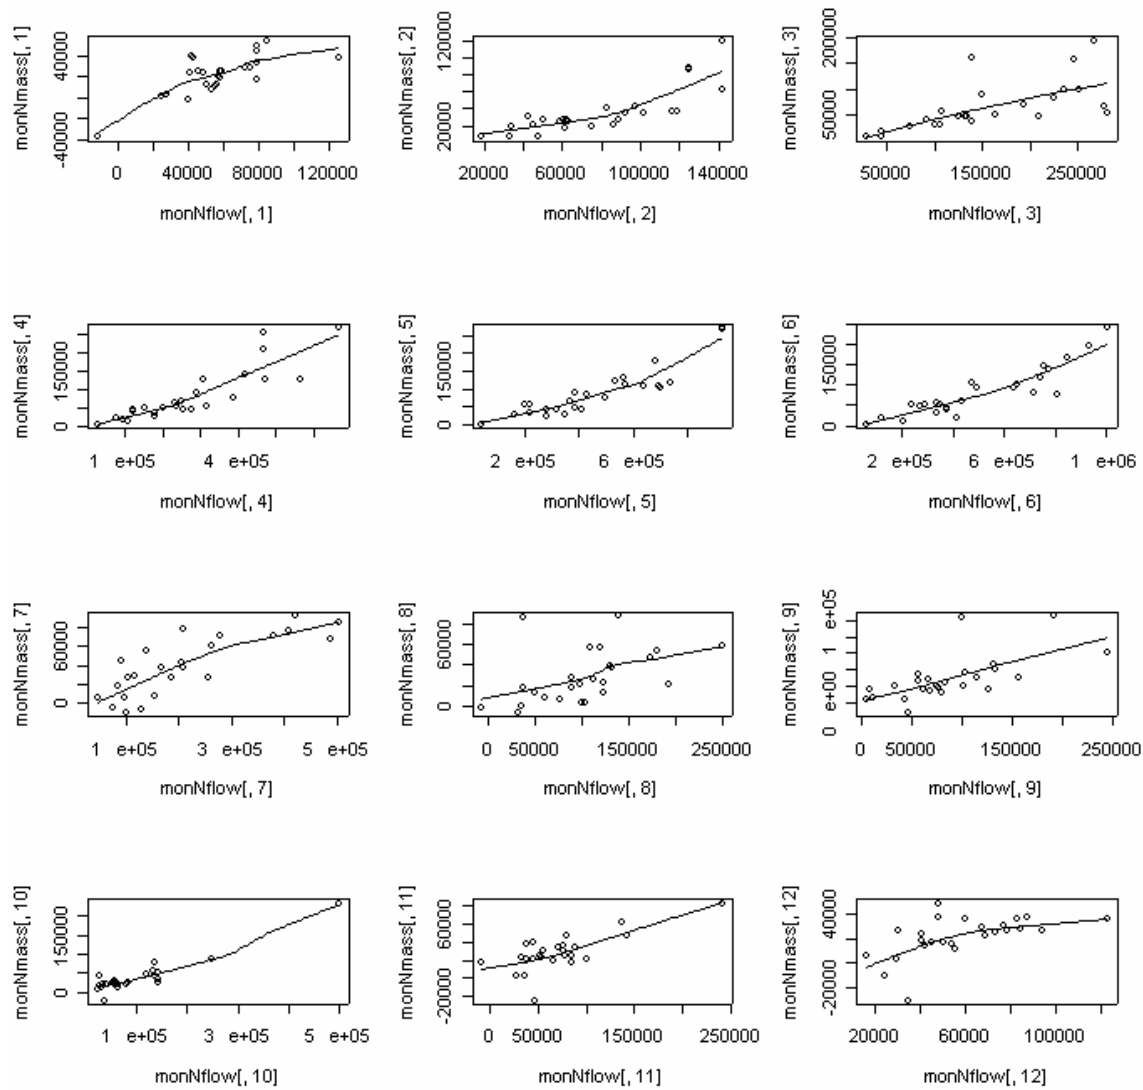 monNmass[, 1]
400000
-40000
0 40000 80000 120000
monNflow[, 1]
monNmass[, 2]
120000
20000
20000 60000 100000 140000
monNflow[, 2]
monNmass[, 3]
200000
50000
50000 150000 250000
monNflow[, 3]
monNmass[, 4]
150000
0
1 e+05 4 e+05
monNflow[, 4]
monNmass[, 5]
150000
0
2 e+05 6 e+05
monNflow[, 5]
monNmass[, 6]
150000
0
2 e+05 6 e+05 1 e+06
monNflow[, 6]
monNmass[, 7]
60000
0
1 e+05 3 e+05 5 e+05
monNflow[, 7]
monNmass[, 8]
60000
0
0 50000 150000 250000
monNflow[, 8]
monNmass[, 9]
1 e+05
0 e+00
0 50000 150000 250000
monNflow[, 9]
monNmass[, 10]
150000
0
1 e+05 3 e+05 5 e+05
monNflow[, 10]
monNmass[, 11]
60000
-20000
0 50000 150000 250000
monNflow[, 11]
monNmass[, 12]
40000
-20000
20000 60000 100000
monNflow[, 12]